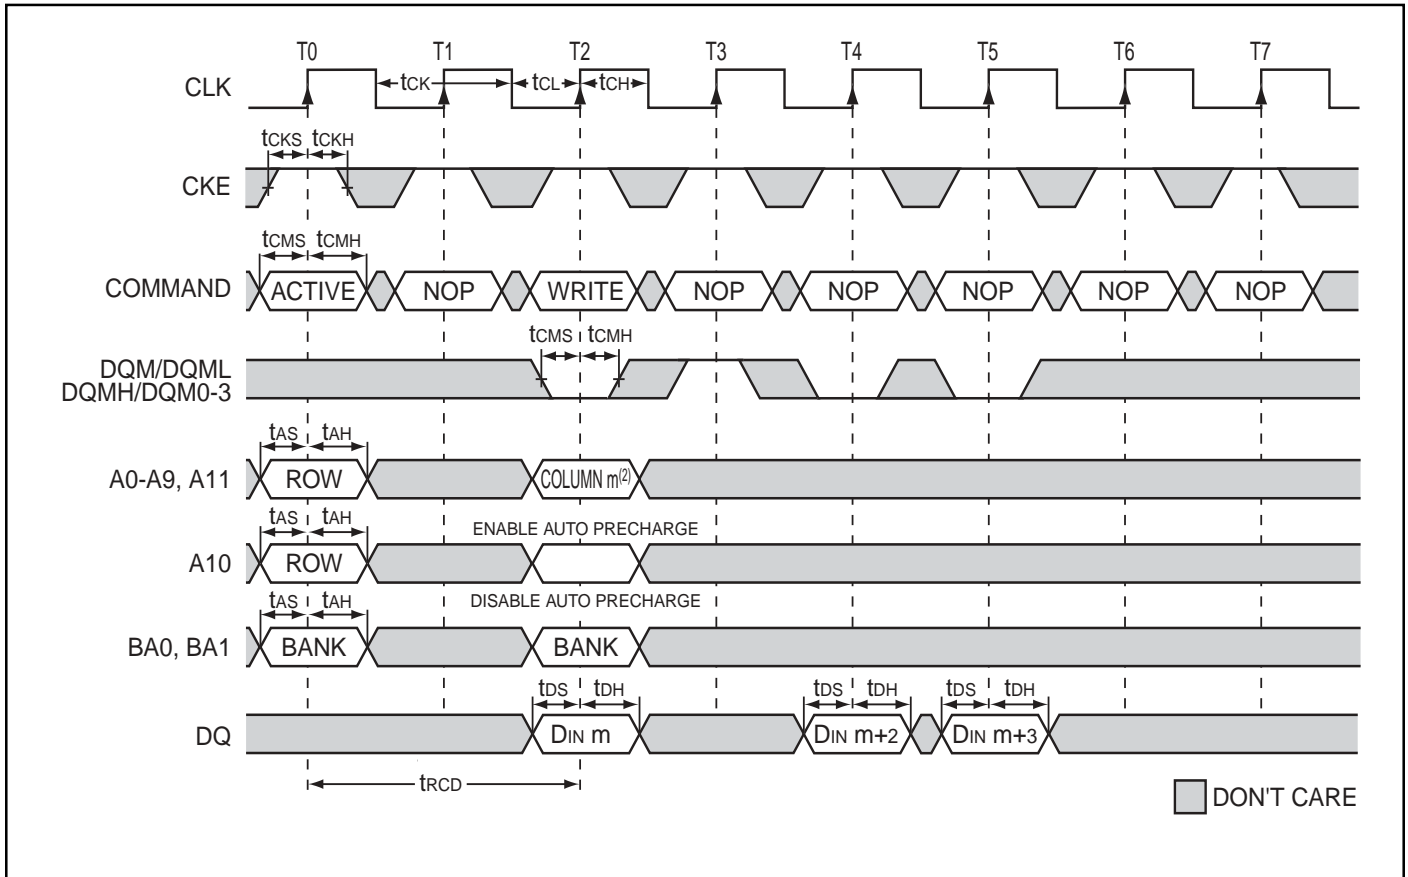 T0 T1 T2 T3 T4 T5 T6 T7
CLK
tCK tCL tCH
tCKS tCKH
CKE
tCMS tCMH
COMMAND ACTIVE NOP WRITE NOP NOP NOP NOP NOP
tCMS tCMH
DQM/DQML
DQMH/DQM0-3
tAS tAH
A0-A9, A11 ROW COLUMN m(2)
tAS tAH ENABLE AUTO PRECHARGE
A10 ROW
tAS tAH DISABLE AUTO PRECHARGE
BA0, BA1 BANK BANK
tDS tDH tDS tDH tDS tDH
DQ DIN m DIN m+2 DIN m+3
tRCD
DON'T CARE